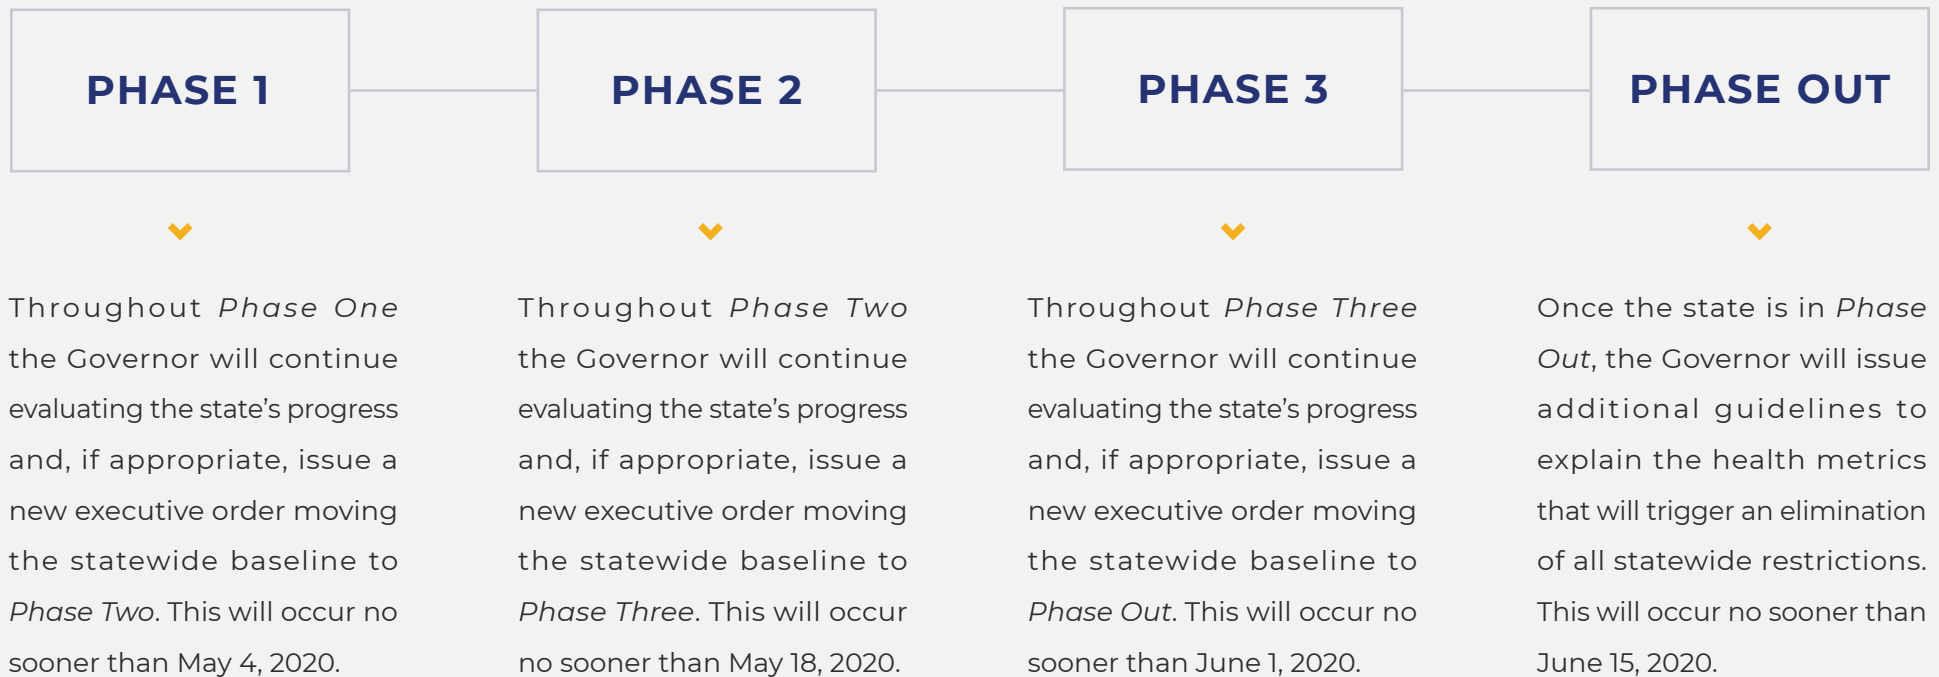 PHASE 1
PHASE 2
PHASE 3
PHASE OUT
Throughout Phase One
the Governor will continue
evaluating the state’s progress
and, if appropriate, issue a
new executive order moving
the statewide baseline to
Phase Two. This will occur no
sooner than May 4, 2020.
Throughout Phase Two
the Governor will continue
evaluating the state’s progress
and, if appropriate, issue a
new executive order moving
the statewide baseline to
Phase Three. This will occur
no sooner than May 18, 2020.
Throughout Phase Three
the Governor will continue
evaluating the state’s progress
and, if appropriate, issue a
new executive order moving
the statewide baseline to
Phase Out. This will occur no
sooner than June 1, 2020.
Once the state is in Phase
Out, the Governor will issue
additional guidelines to
explain the health metrics
that will trigger an elimination
of all statewide restrictions.
This will occur no sooner than
June 15, 2020.